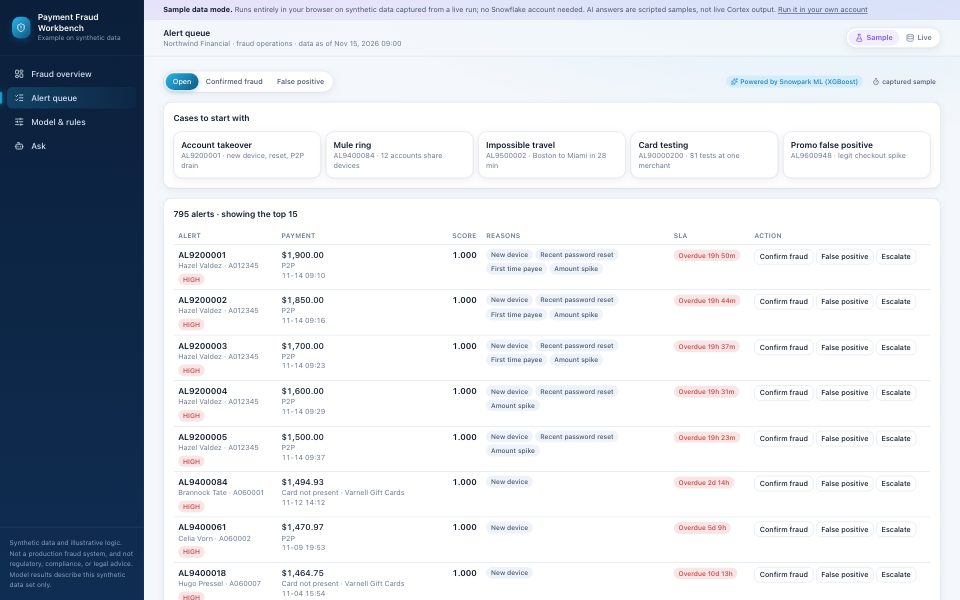 Payment Fraud
Workbench
Example on synthetic data
Fraud overview
Alert queue
Model & rules
Ask
Synthetic data and illustrative logic.
Not a production fraud system, and not
regulatory, compliance, or legal advice.
Model results describe this synthetic
data set only.
Sample data mode. Runs entirely in your browser on synthetic data captured from a live run; no Snowflake account needed. AI answers are scripted samples, not live Cortex output. Run it in your own account
Alert queue
Northwind Financial · fraud operations · data as of Nov 15, 2026 09:00
Sample Live
Open Confirmed fraud False positive
Powered by Snowpark ML (XGBoost) captured sample
Cases to start with
Account takeover
AL9200001 · new device, reset, P2P
drain
Mule ring
AL9400084 · 12 accounts share
devices
Impossible travel
AL9500002 · Boston to Miami in 28
min
Card testing
AL90000200 · $1 tests at one
merchant
Promo false positive
AL9600948 · legit checkout spike
795 alerts · showing the top 15
ALERT PAYMENT SCORE REASONS SLA ACTION
AL9200001 $1,900.00 1.000 New device Recent password reset Overdue 19h 50m Confirm fraud False positive Escalate
Hazel Valdez · A012345 P2P First time payee Amount spike
HIGH 11-14 09:10
AL9200002 $1,850.00 1.000 New device Recent password reset Overdue 19h 44m Confirm fraud False positive Escalate
Hazel Valdez · A012345 P2P First time payee Amount spike
HIGH 11-14 09:16
AL9200003 $1,700.00 1.000 New device Recent password reset Overdue 19h 37m Confirm fraud False positive Escalate
Hazel Valdez · A012345 P2P First time payee Amount spike
HIGH 11-14 09:23
AL9200004 $1,600.00 1.000 New device Recent password reset Overdue 19h 31m Confirm fraud False positive Escalate
Hazel Valdez · A012345 P2P Amount spike
HIGH 11-14 09:29
AL9200005 $1,500.00 1.000 New device Recent password reset Overdue 19h 23m Confirm fraud False positive Escalate
Hazel Valdez · A012345 P2P Amount spike
HIGH 11-14 09:37
AL9400084 $1,494.93 1.000 New device Overdue 2d 14h Confirm fraud False positive Escalate
Brannock Tate · A060001 Card not present · Varnell Gift Cards
HIGH 11-12 14:12
AL9400061 $1,470.97 1.000 New device Overdue 5d 9h Confirm fraud False positive Escalate
Celia Vorn · A060002 P2P
HIGH 11-09 19:53
AL9400018 $1,464.75 1.000 New device Overdue 10d 13h Confirm fraud False positive Escalate
Hugo Pressel · A060007 Card not present · Varnell Gift Cards
HIGH 11-04 15:54